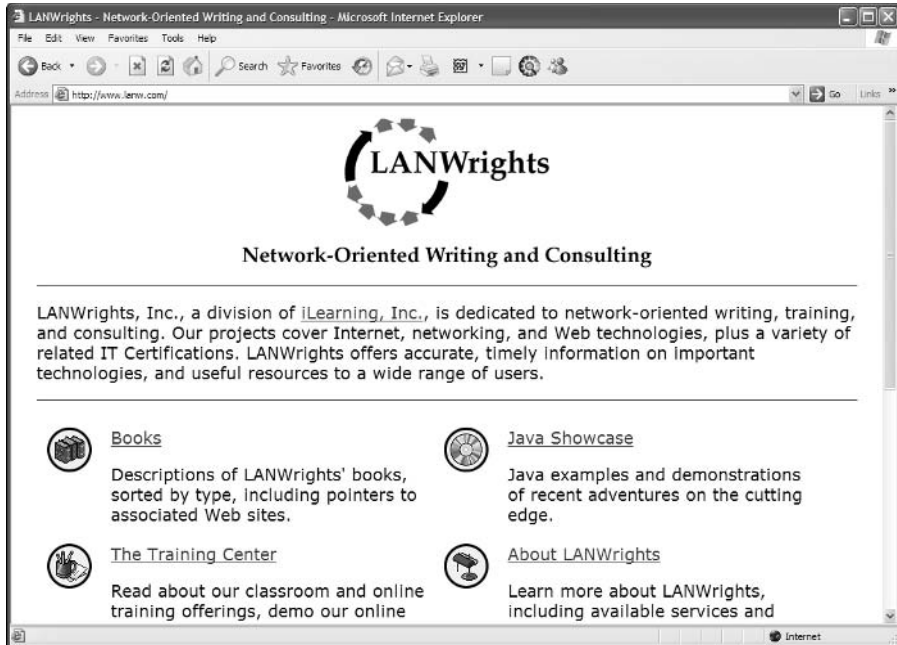 LANWrights - Network-Oriented Writing and Consulting - Microsoft Internet Explorer
File Edit View Favorites Tools Help
Back Search Favorites
Address http://www.lanw.com/ Go Links »
LANWrights
Network-Oriented Writing and Consulting
LANWrights, Inc., a division of iLearning, Inc., is dedicated to network-oriented writing, training,
and consulting. Our projects cover Internet, networking, and Web technologies, plus a variety of
related IT Certifications. LANWrights offers accurate, timely information on important
technologies, and useful resources to a wide range of users.
Books
Descriptions of LANWrights' books,
sorted by type, including pointers to
associated Web sites.
Java Showcase
Java examples and demonstrations
of recent adventures on the cutting
edge.
The Training Center
Read about our classroom and online
training offerings, demo our online
About LANWrights
Learn more about LANWrights,
including available services and
Internet